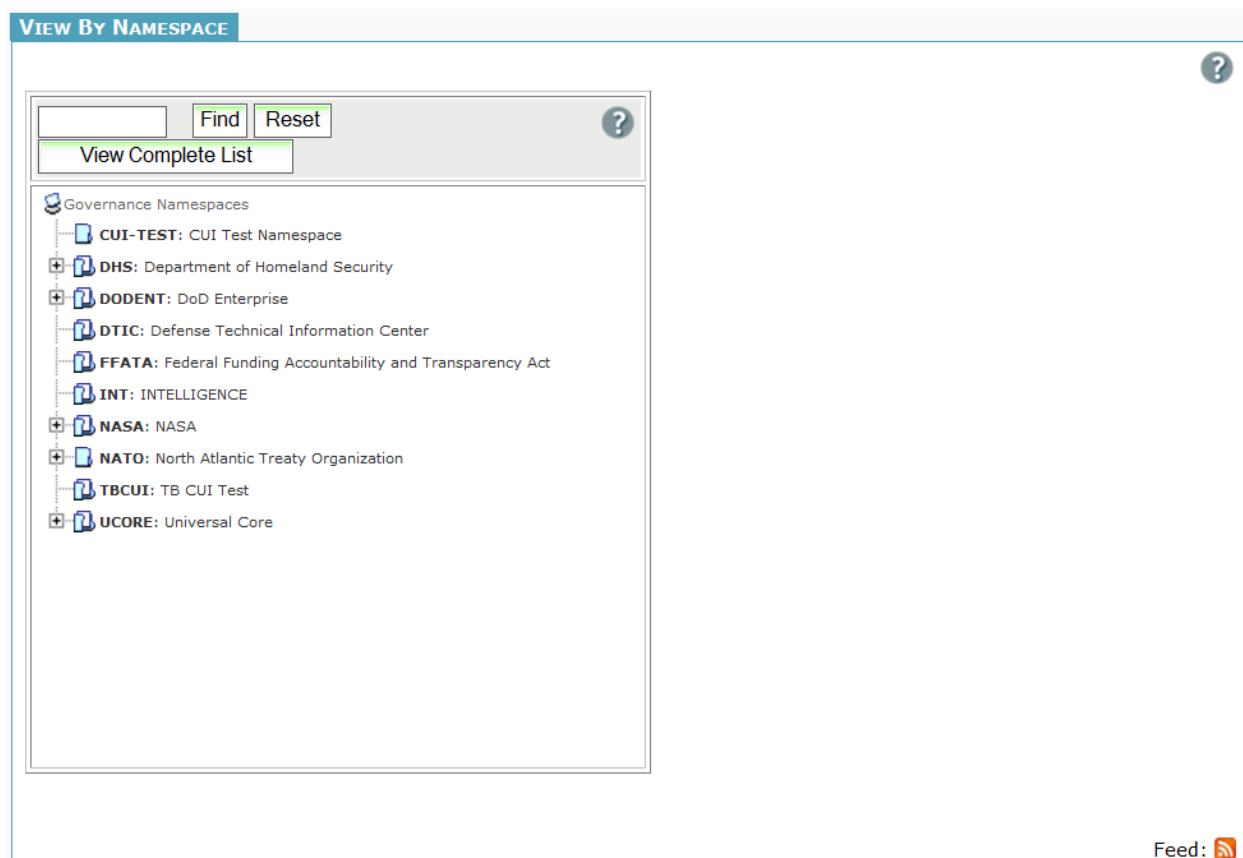 VIEW BY NAMESPACE
?
Find Reset ?
View Complete List
Governance Namespaces
CUI-TEST: CUI Test Namespace
DHS: Department of Homeland Security
DODENT: DoD Enterprise
DTIC: Defense Technical Information Center
FFATA: Federal Funding Accountability and Transparency Act
INT: INTELLIGENCE
NASA: NASA
NATO: North Atlantic Treaty Organization
TBCUI: TB CUI Test
UCORE: Universal Core
Feed: